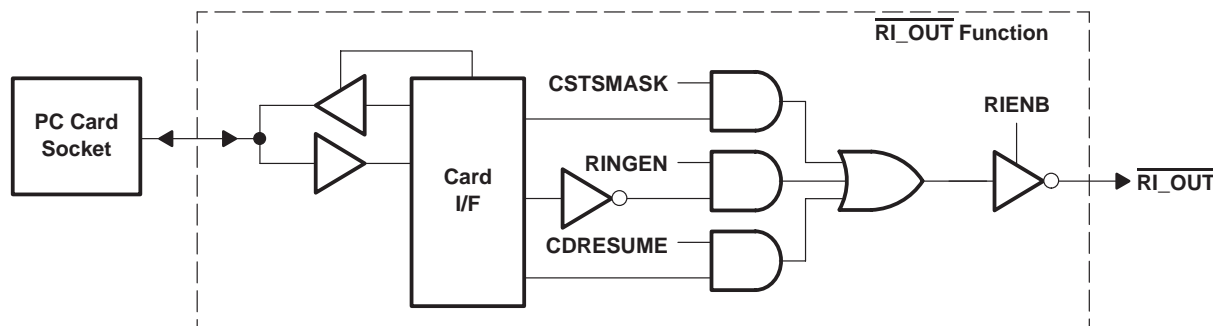 RI_OUT Function
PC Card
Socket
CSTSMASK
RINGEN
CDRESUME
Card
I/F
RIENB
RI_OUT